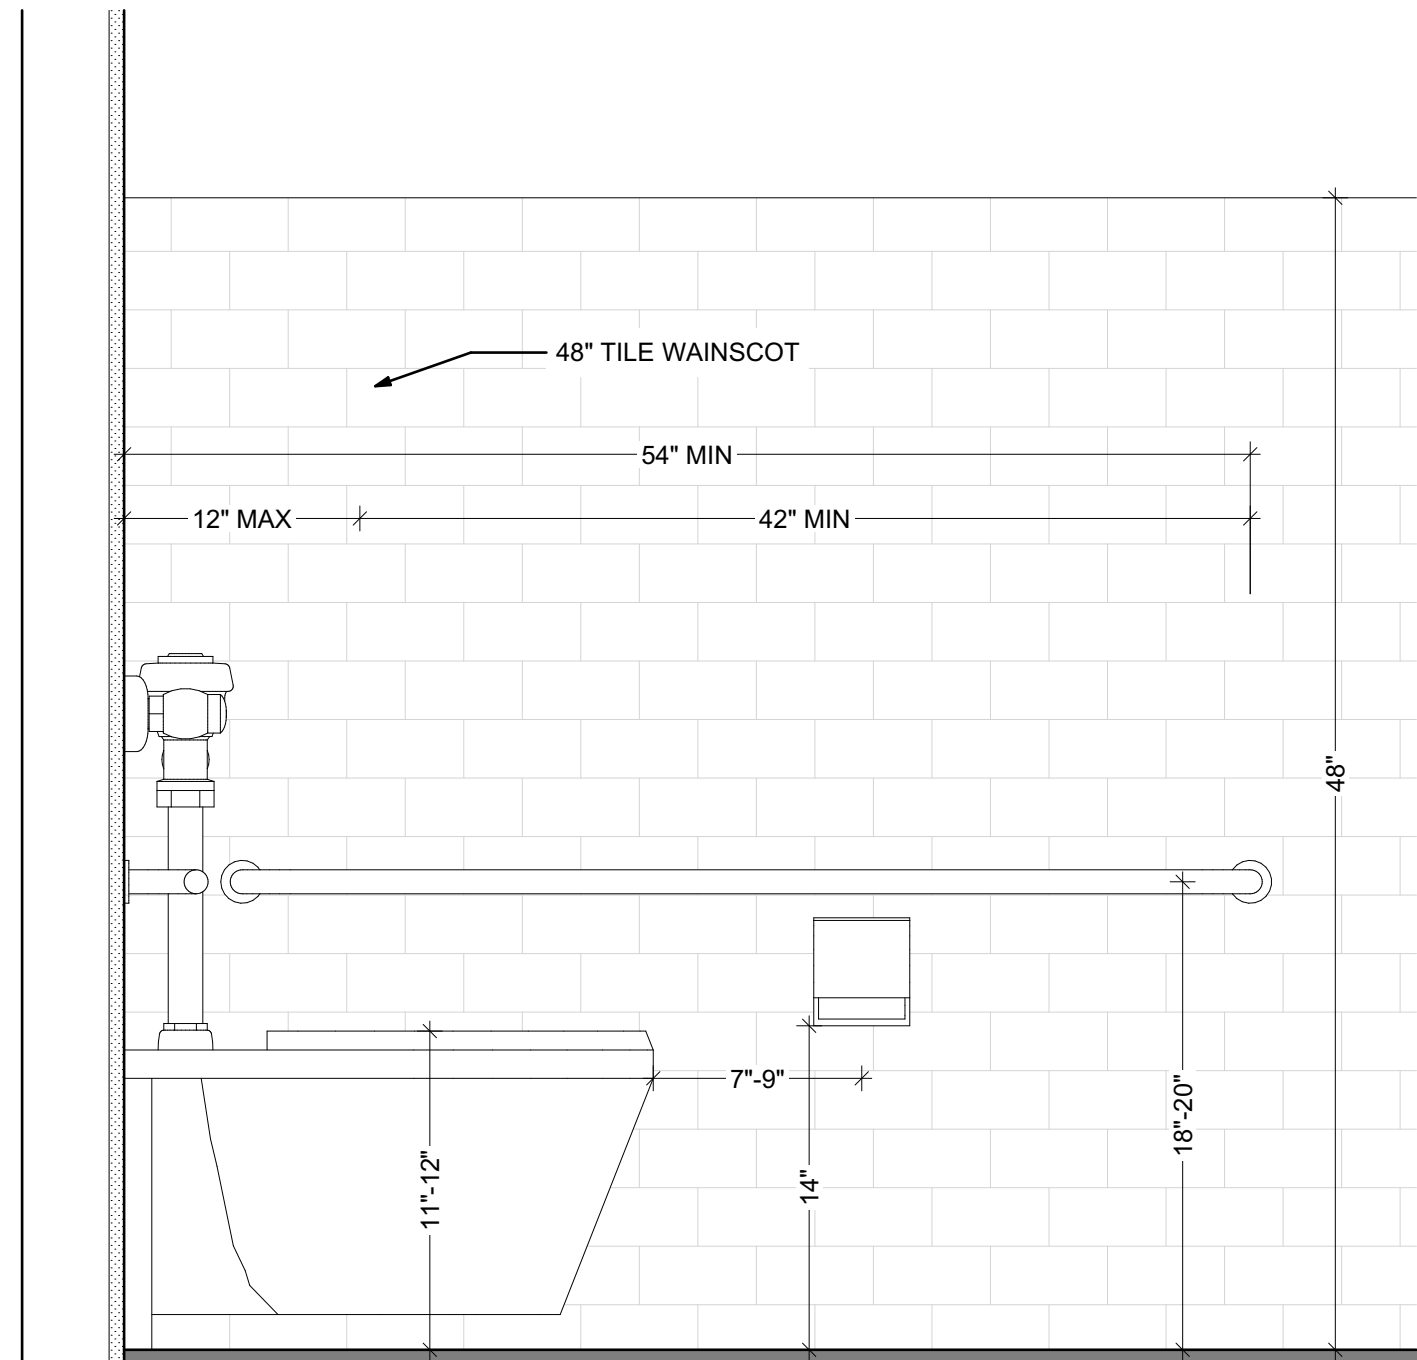 48" TILE WAINSCOT
54" MIN
12" MAX
42" MIN
48"
7"-9"
18"-20"
11"-12"
14"